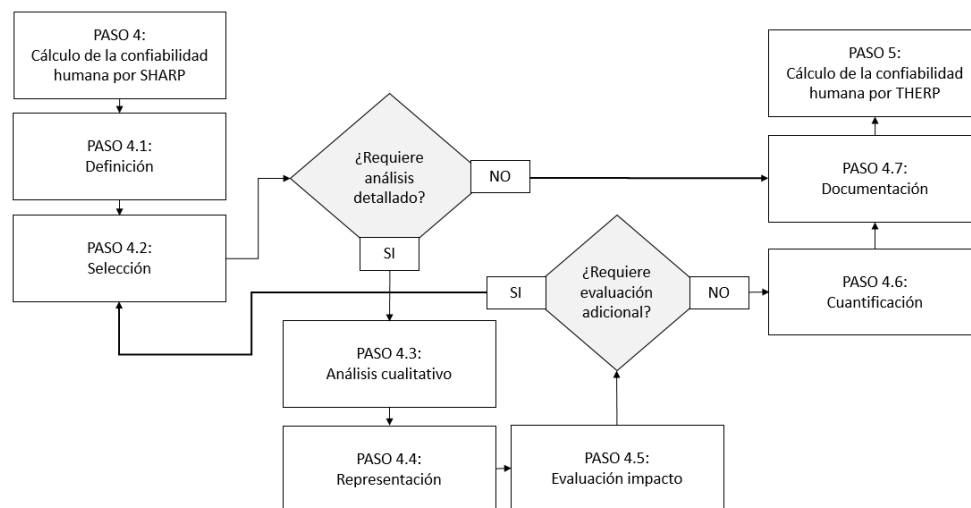 PASO 4:
Cálculo de la confiabilidad
humana por SHARP
PASO 4.1:
Definición
PASO 4.2:
Selección
¿Requiere
análisis
detallado?
NO
SI
PASO 4.3:
Análisis cualitativo
PASO 4.4:
Representación
PASO 4.5:
Evaluación impacto
¿Requiere
evaluación
adicional?
SI
NO
PASO 4.6:
Cuantificación
PASO 4.7:
Documentación
PASO 5:
Cálculo de la confiabilidad
humana por THERP